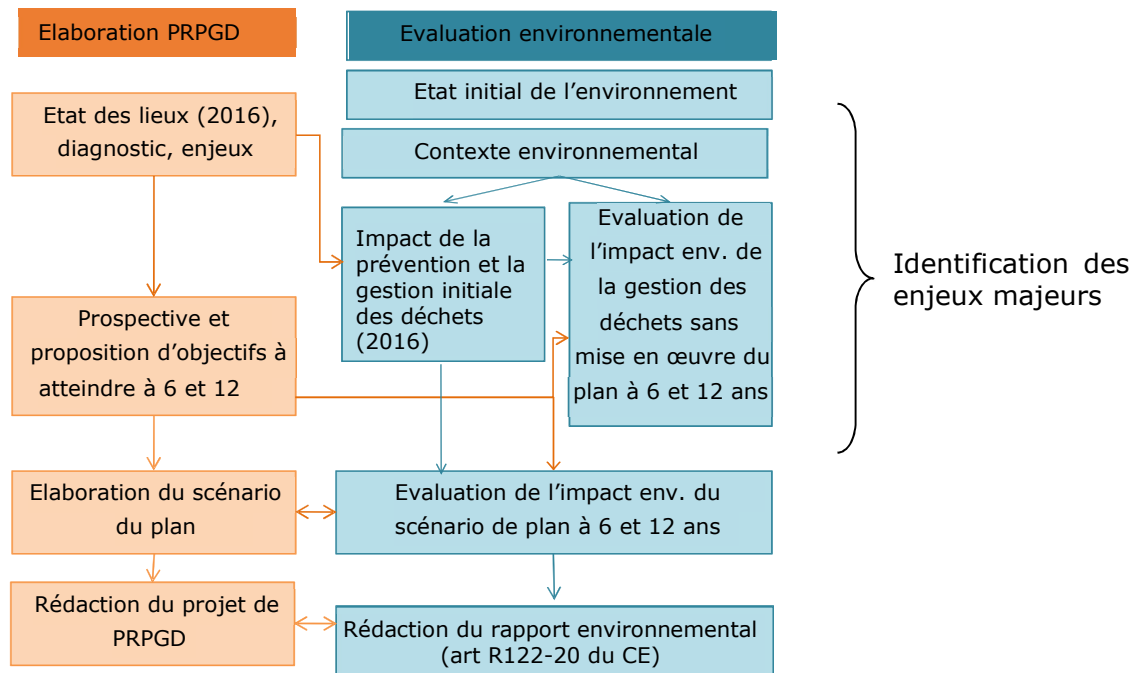 Elaboration PRPGD
Evaluation environnementale
Etat initial de l'environnement
Etat des lieux (2016),
diagnostic, enjeux
Contexte environnemental
Impact de la
prévention et la
gestion initiale
des déchets
(2016)
Evaluation de
l'impact env. de
la gestion des
déchets sans
mise en œuvre du
plan à 6 et 12 ans
Identification des
enjeux majeurs
Prospective et
proposition d'objectifs à
atteindre à 6 et 12
Elaboration du scénario
du plan
Evaluation de l'impact env. du
scénario de plan à 6 et 12 ans
Rédaction du projet de
PRPGD
Rédaction du rapport environnemental
(art R122-20 du CE)